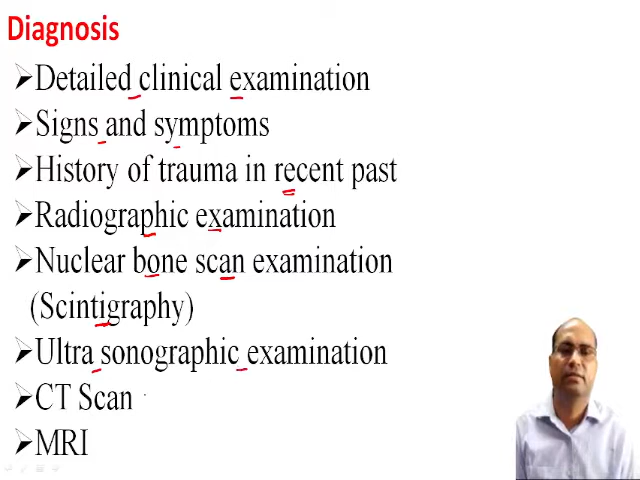 Diagnosis
➢Detailed clinical examination
➢Signs and symptoms
➢History of trauma in recent past
➢Radiographic examination
➢Nuclear bone scan examination
(Scintigraphy)
➢Ultra sonographic examination
➢CT Scan
➢MRI